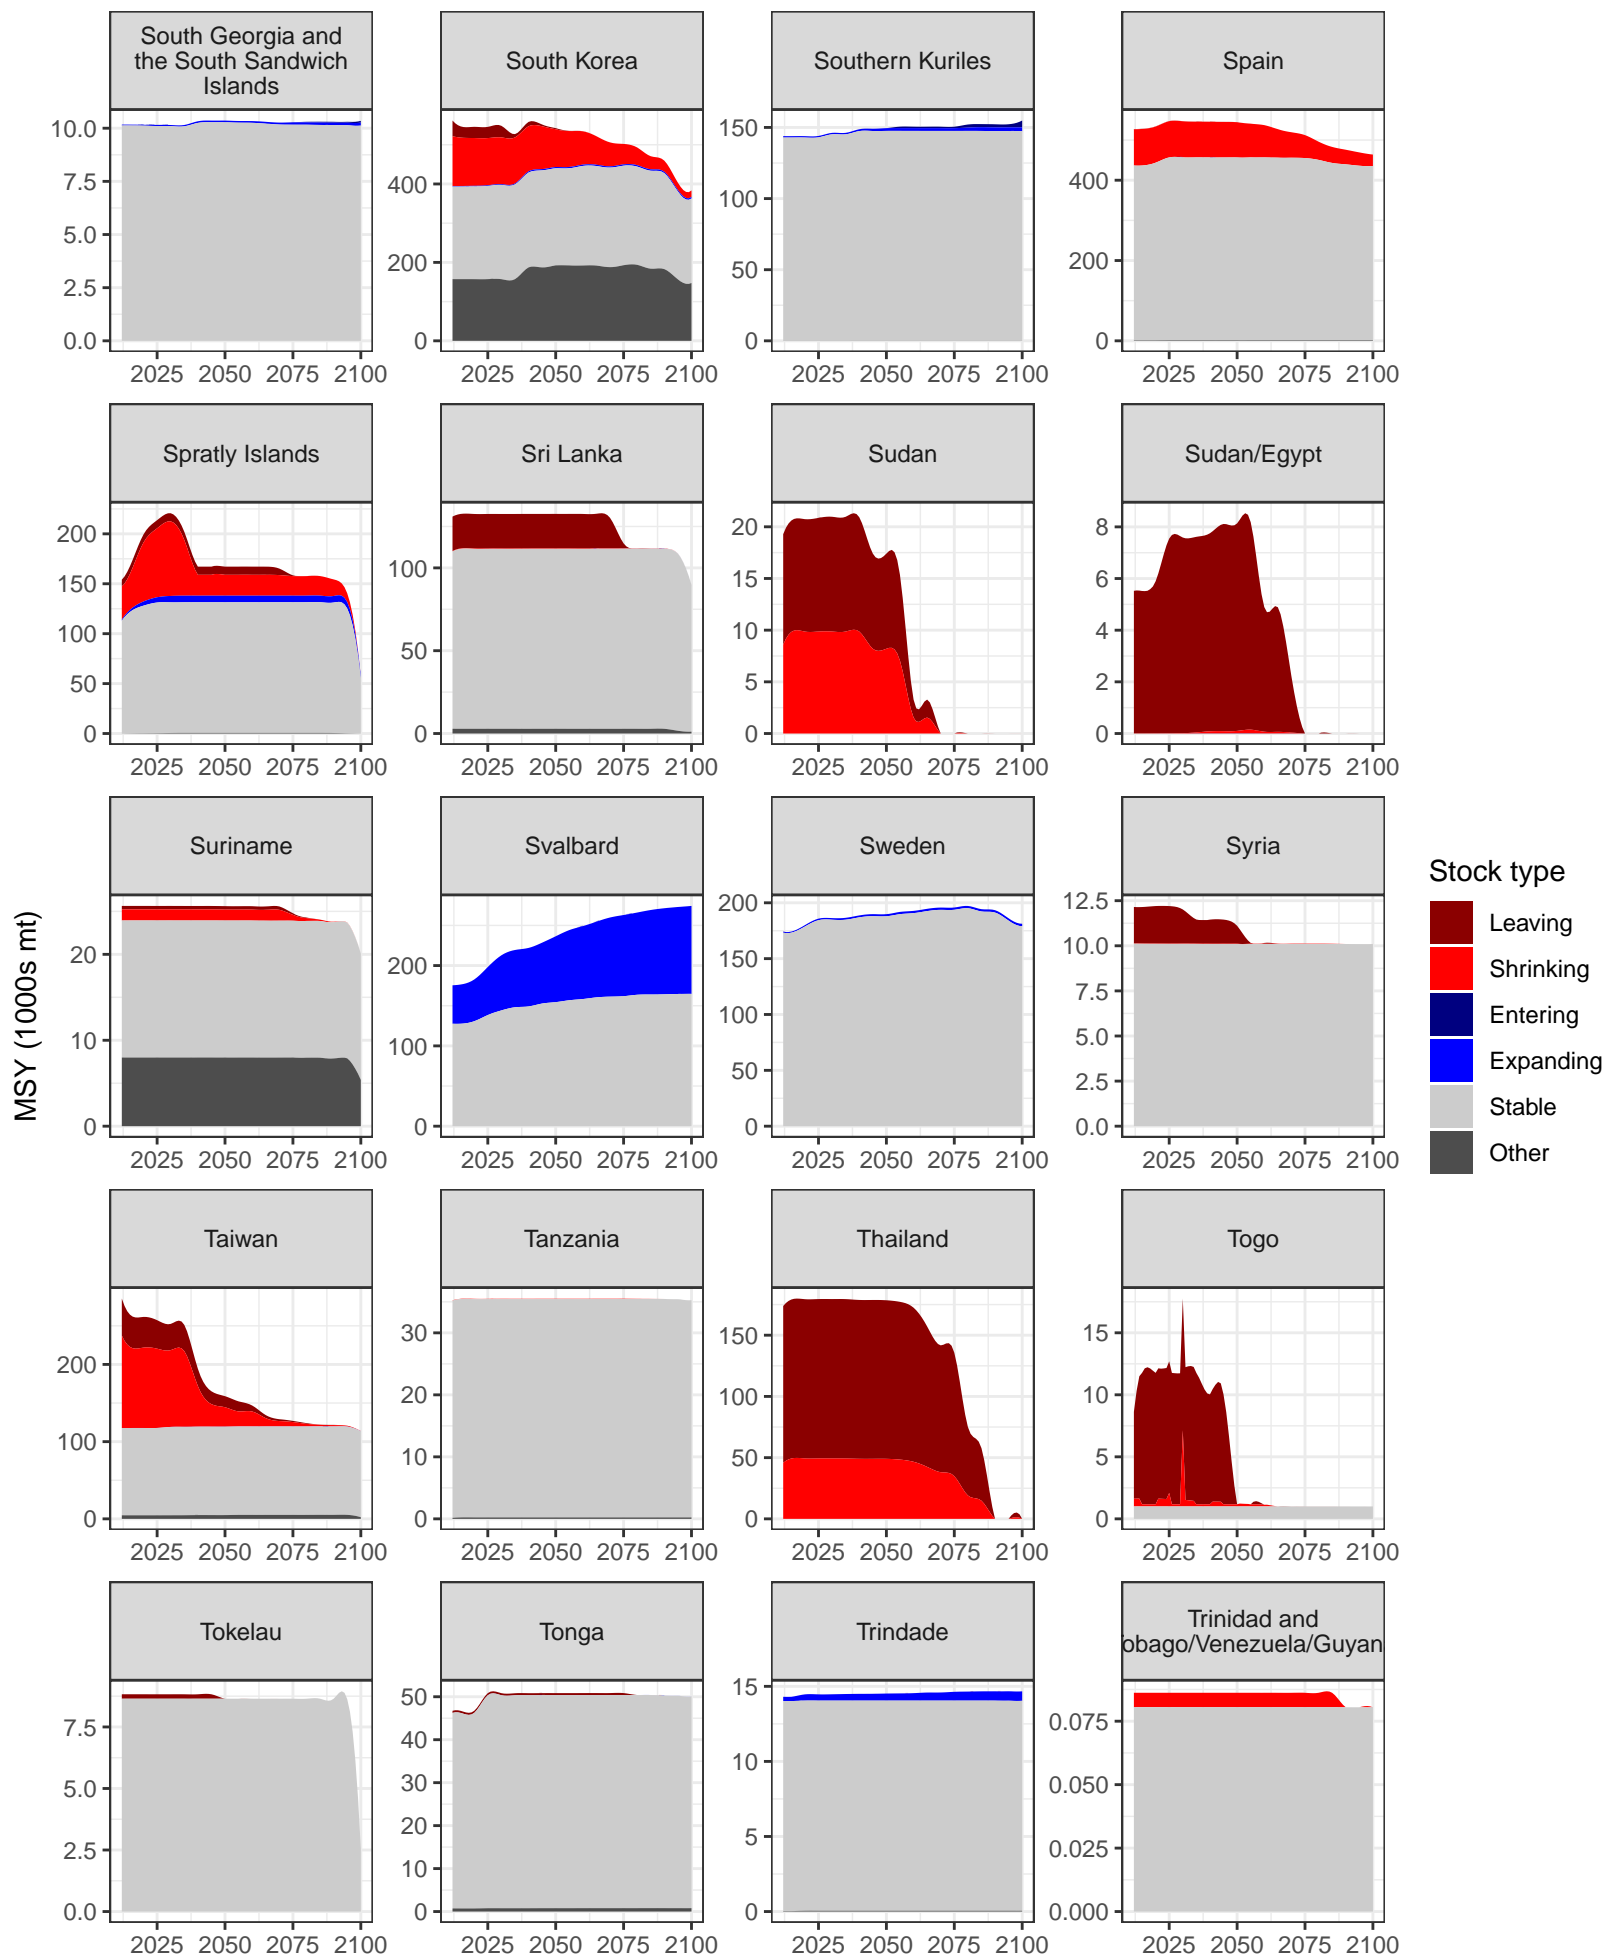 South Georgia and
the South Sandwich
Islands
South Korea
Southern Kuriles
Spain
10.0
7.5
5.0
2.5
0.0
400
200
0
150
100
50
0
400
200
0
2025 2050 2075 2100
2025 2050 2075 2100
2025 2050 2075 2100
2025 2050 2075 2100
Spratly Islands
Sri Lanka
Sudan
Sudan/Egypt
200
150
100
50
0
100
50
0
20
15
10
5
0
8
6
4
2
0
2025 2050 2075 2100
2025 2050 2075 2100
2025 2050 2075 2100
2025 2050 2075 2100
Suriname
Svalbard
Sweden
Syria
20
10
0
200
100
0
200
150
100
50
0
12.5
10.0
7.5
5.0
2.5
0.0
2025 2050 2075 2100
2025 2050 2075 2100
2025 2050 2075 2100
2025 2050 2075 2100
Taiwan
Tanzania
Thailand
Togo
200
100
0
30
20
10
0
150
100
50
0
15
10
5
0
2025 2050 2075 2100
2025 2050 2075 2100
2025 2050 2075 2100
2025 2050 2075 2100
Tokelau
Tonga
Trindade
Trinidad and
obago/Venezuela/Guyan
7.5
5.0
2.5
0.0
50
40
30
20
10
0
15
10
5
0
0.075
0.050
0.025
0.000
2025 2050 2075 2100
2025 2050 2075 2100
2025 2050 2075 2100
2025 2050 2075 2100
MSY (1000s mt)
Stock type
Leaving
Shrinking
Entering
Expanding
Stable
Other